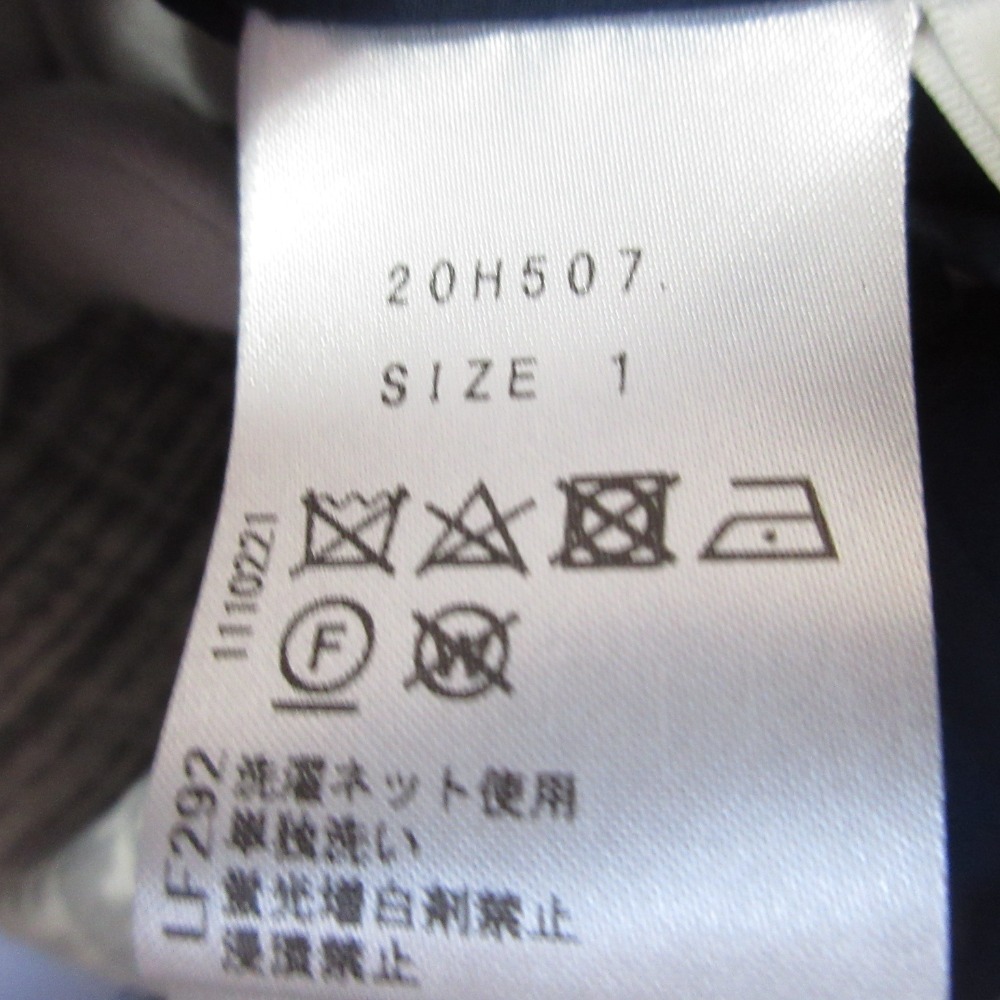 20H507.
SIZE 1
1110221
F
W
LF292
洗濯ネット使用
単独洗い
蛍光増白剤禁止
浸漬禁止